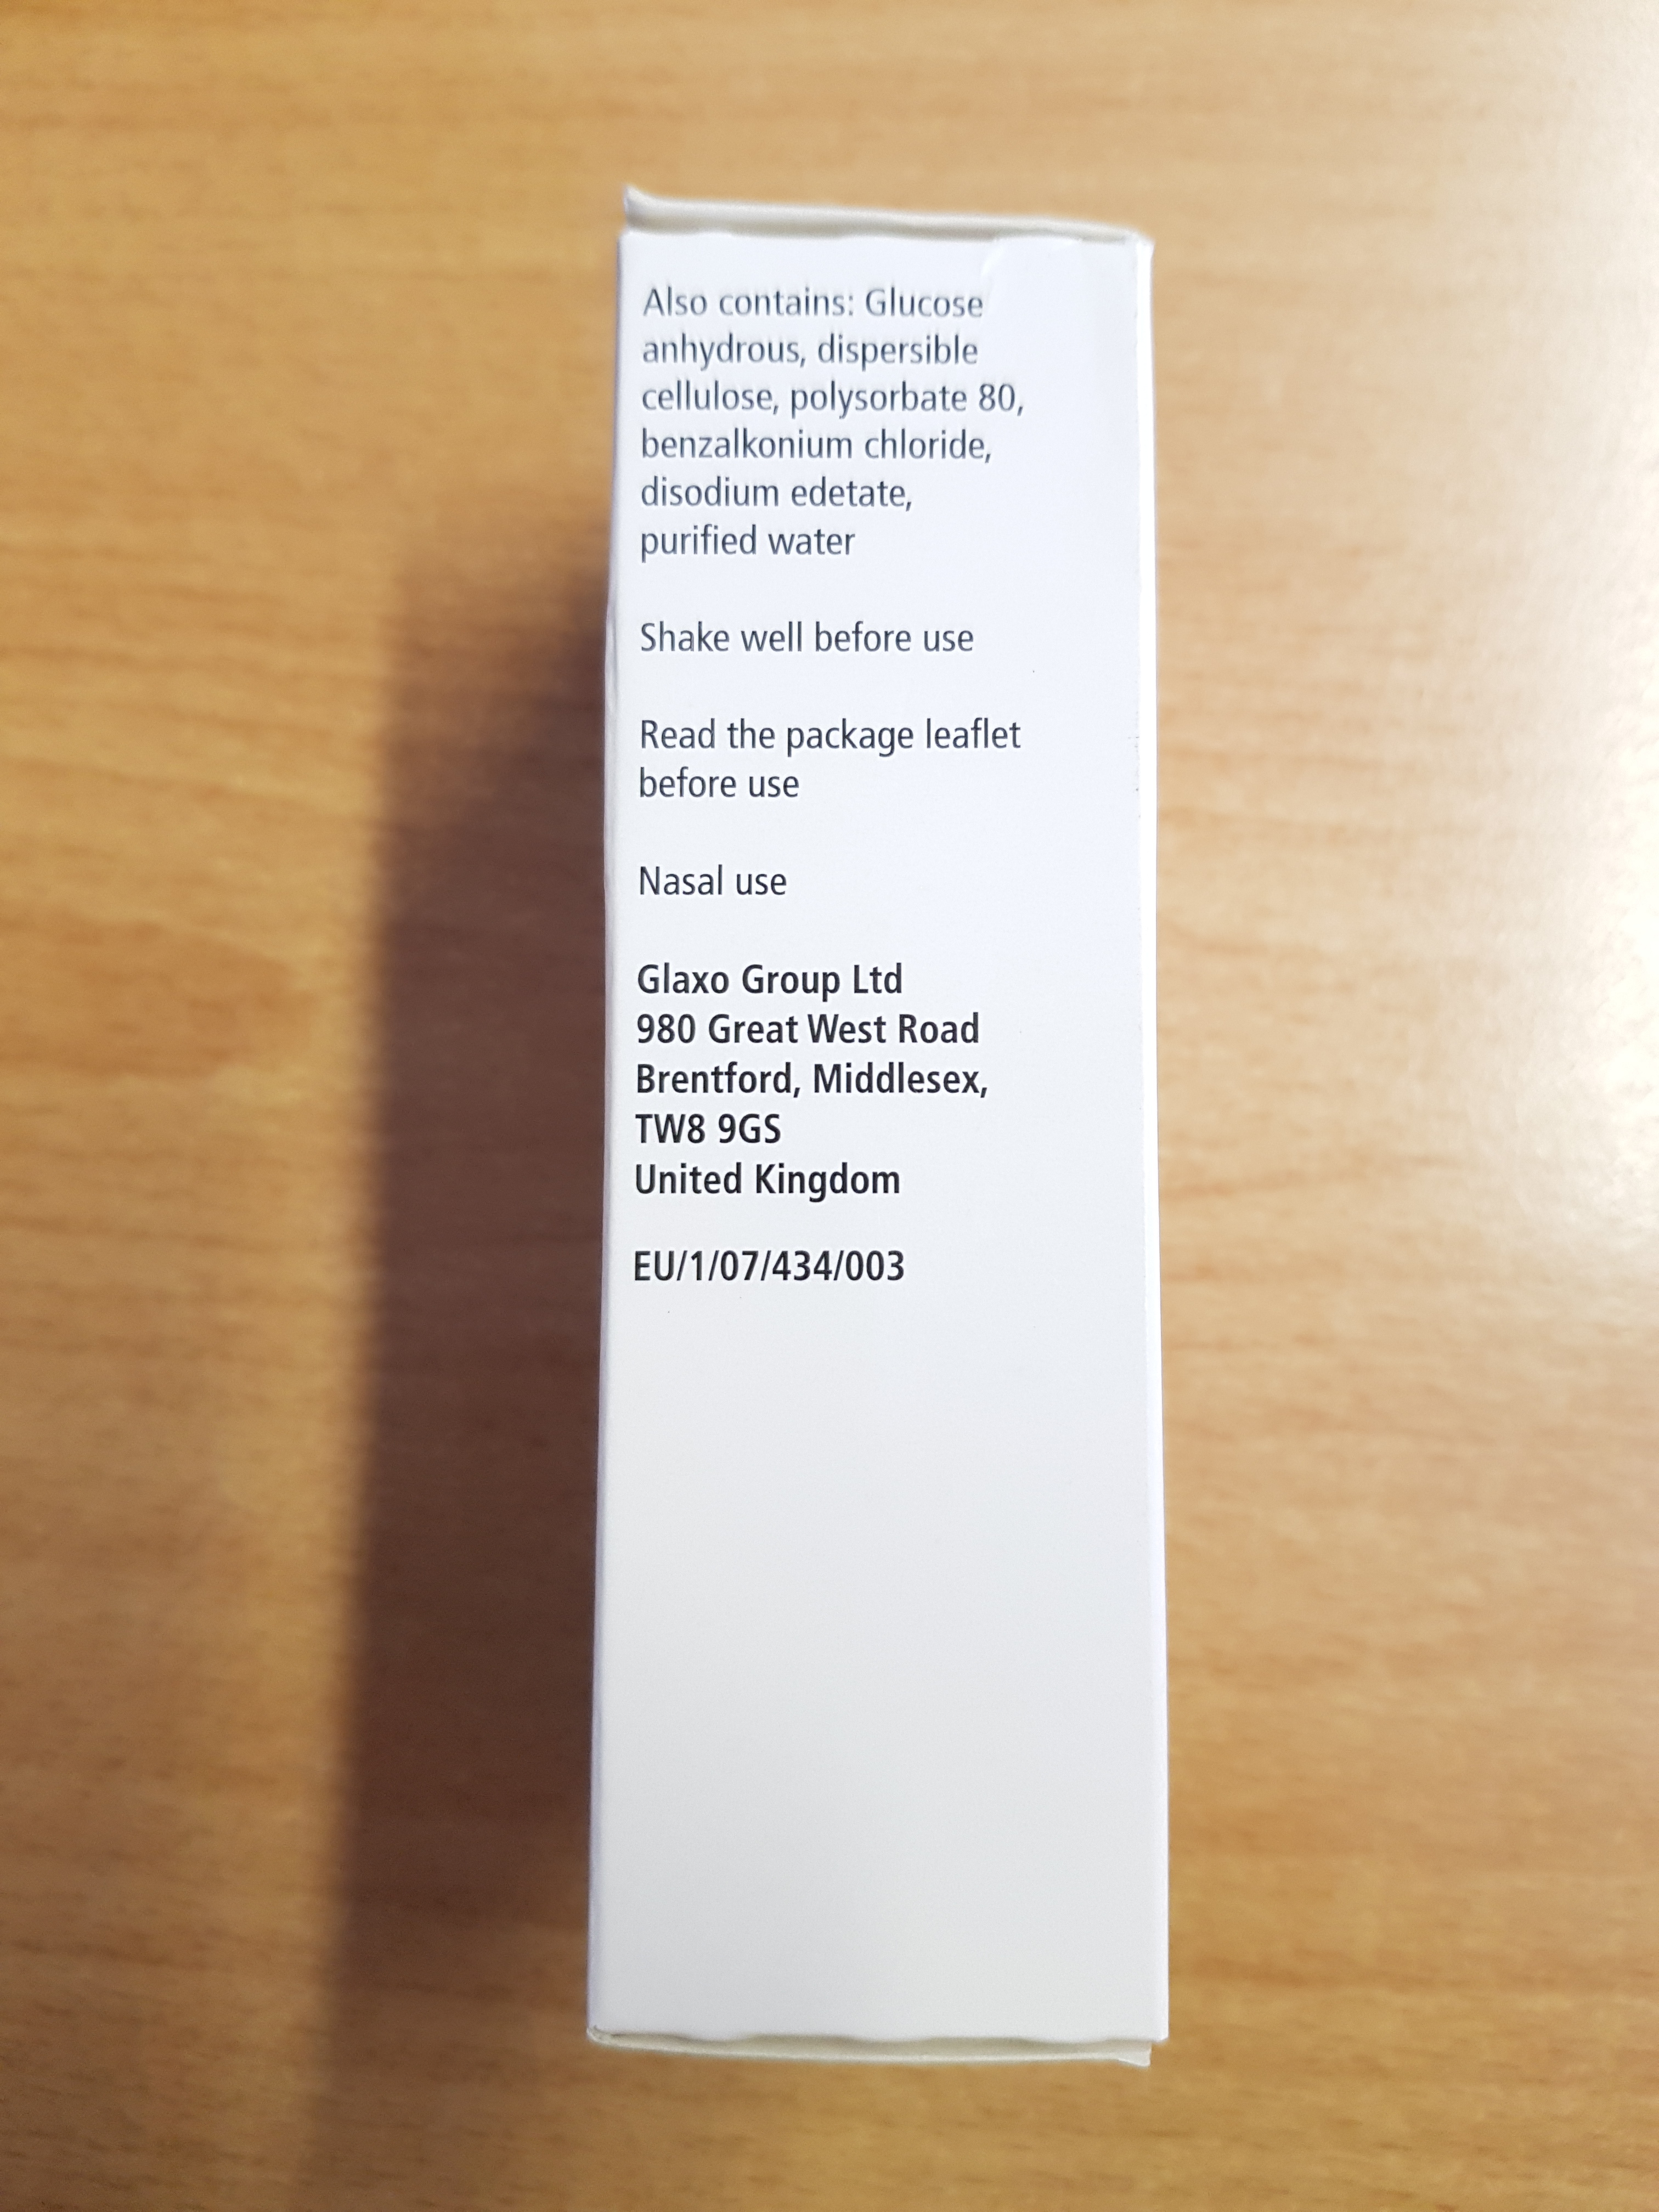 Also contains: Glucose
anhydrous, dispersible
cellulose, polysorbate 80,
benzalkonium chloride,
disodium edetate,
purified water
Shake well before use
Read the package leaflet
before use
Nasal use
Glaxo Group Ltd
980 Great West Road
Brentford, Middlesex,
TW8 9GS
United Kingdom
EU/1/07/434/003